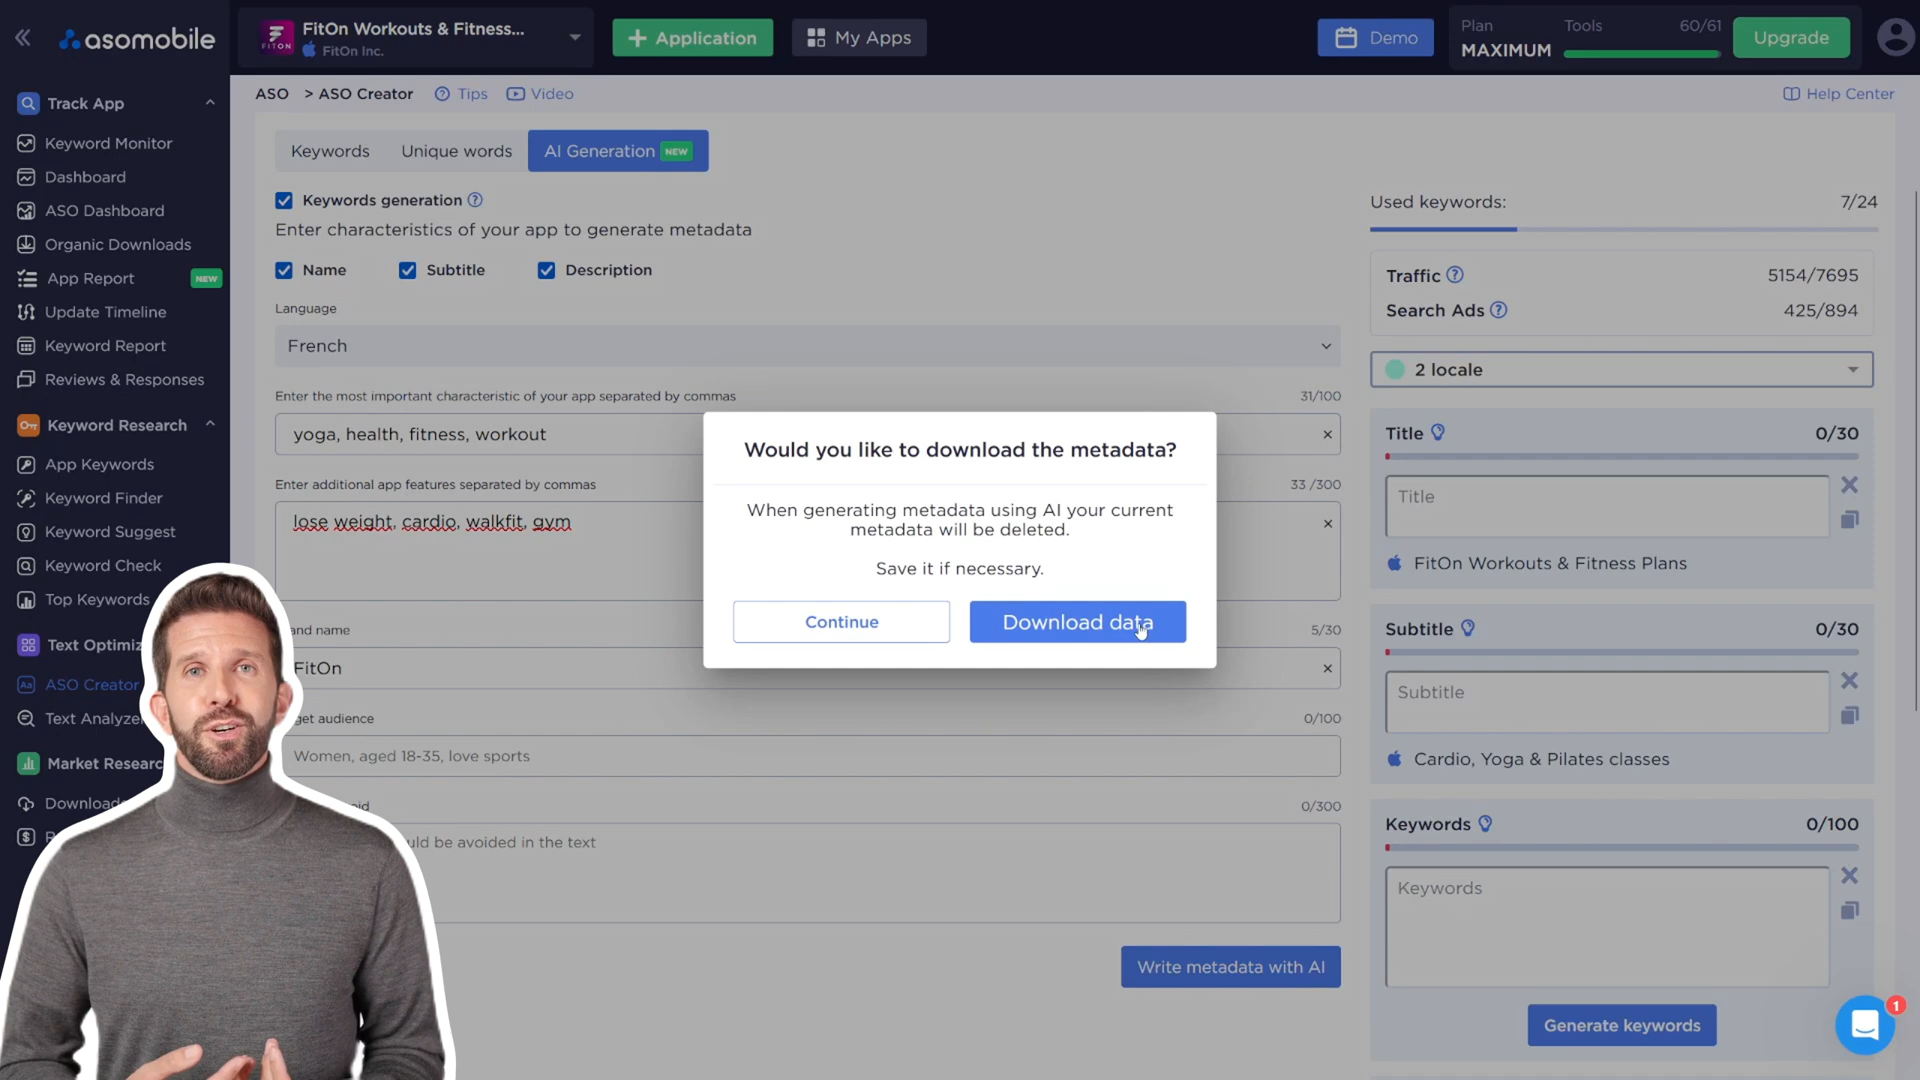 asomobile
FitOn Workouts & Fitness...
FitOn Inc.
FITON
+ Application
My Apps
Demo
Plan
MAXIMUM
Tools
60/61
Upgrade
Track App
Keyword Monitor
Dashboard
ASO Dashboard
Organic Downloads
App Report NEW
Update Timeline
Keyword Report
Reviews & Responses
Keyword Research
App Keywords
Keyword Finder
Keyword Suggest
Keyword Check
Top Keywords
Text Optimiz
ASO Creator
Text Analyze
Market Researc
Download
ASO > ASO Creator
Tips
Video
Help Center
Keywords
Unique words
AI Generation NEW
Keywords generation
Enter characteristics of your app to generate metadata
Name
Subtitle
Description
Language
French
Enter the most important characteristic of your app separated by commas
31/100
yoga, health, fitness, workout
Enter additional app features separated by commas
33 /300
lose weight, cardio, walkfit, gym
and name
5/30
FitOn
get audience
0/100
Women, aged 18-35, love sports
oid
0/300
uld be avoided in the text
Write metadata with AI
Would you like to download the metadata?
When generating metadata using AI your current
metadata will be deleted.
Save it if necessary.
Continue
Download data
Used keywords:
7/24
Traffic
5154/7695
Search Ads
425/894
2 locale
Title
0/30
Title
FitOn Workouts & Fitness Plans
Subtitle
0/30
Subtitle
Cardio, Yoga & Pilates classes
Keywords
0/100
Keywords
Generate keywords
1